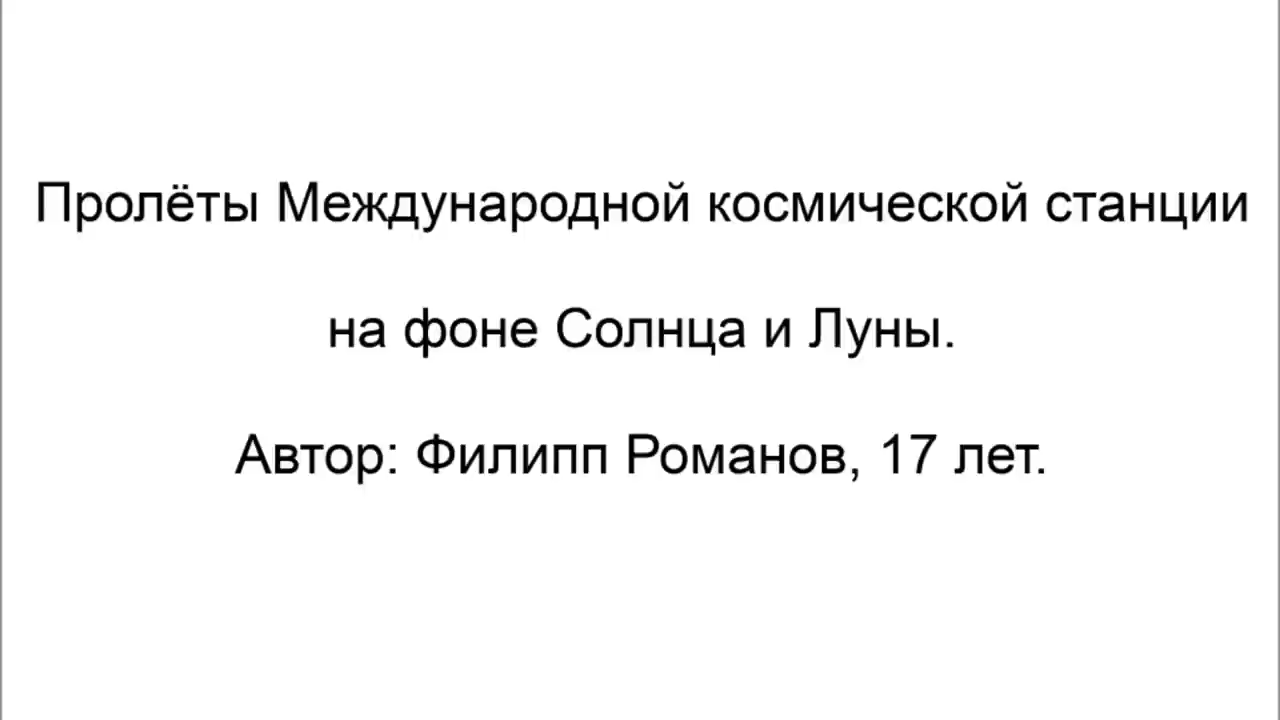 Пролёты Международной космической станции
на фоне Солнца и Луны.
Автор: Филипп Романов, 17 лет.